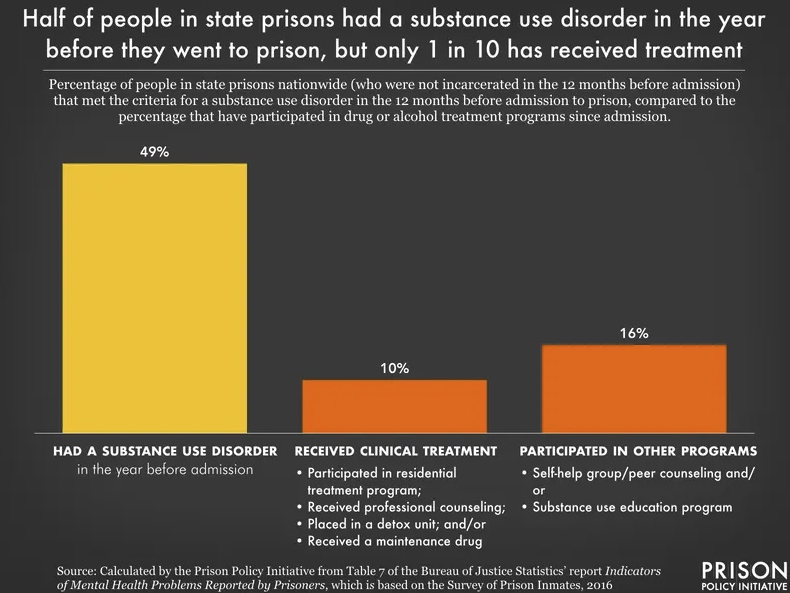 Half of people in state prisons had a substance use disorder in the year
before they went to prison, but only 1 in 10 has received treatment
Percentage of people in state prisons nationwide (who were not incarcerated in the 12 months before admission)
that met the criteria for a substance use disorder in the 12 months before admission to prison, compared to the
percentage that have participated in drug or alcohol treatment programs since admission.
49%
10%
16%
HAD A SUBSTANCE USE DISORDER
in the year before admission
RECEIVED CLINICAL TREATMENT
• Participated in residential
treatment program;
• Received professional counseling;
• Placed in a detox unit; and/or
• Received a maintenance drug
PARTICIPATED IN OTHER PROGRAMS
• Self-help group/peer counseling and/
or
• Substance use education program
Source: Calculated by the Prison Policy Initiative from Table 7 of the Bureau of Justice Statistics' report Indicators
of Mental Health Problems Reported by Prisoners, which is based on the Survey of Prison Inmates, 2016
PRISON
POLICY INITIATIVE